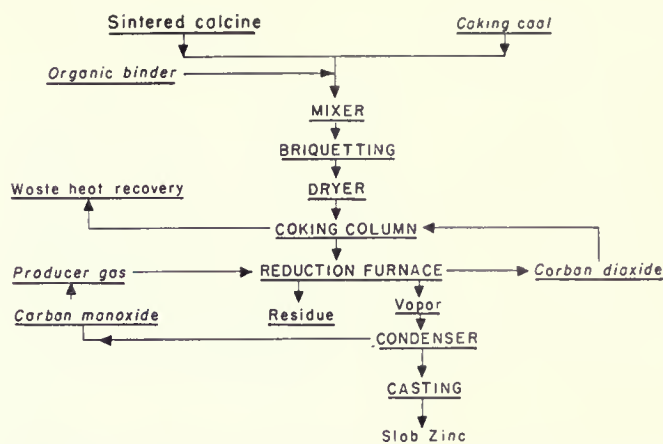 Sintered calcine
Coking coal
Organic binder
MIXER
BRIQUETTING
Waste heat recovery
DRYER
COKING COLUMN
Producer gas
REDUCTION FURNACE
Carbon dioxide
Carbon monoxide
Residue
Vapor
CONDENSER
CASTING
Slab Zinc